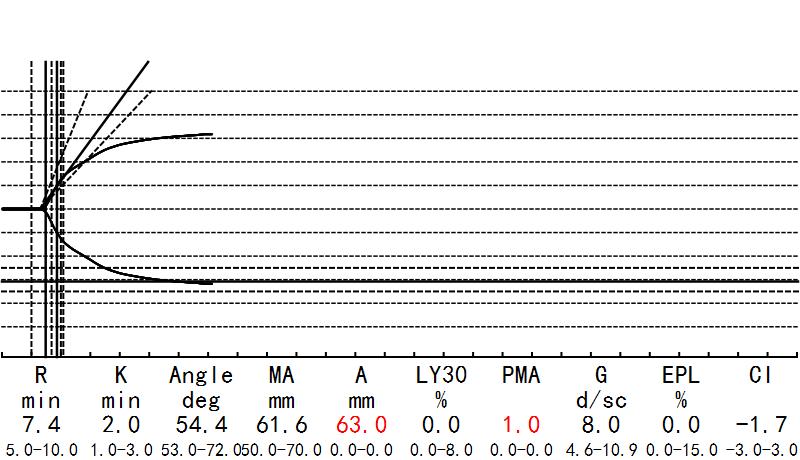 R K Angle MA A LY30 PMA G EPL CI
min min deg mm mm % d/sc %
7.4 2.0 54.4 61.6 63.0 0.0 1.0 8.0 0.0 -1.7
5.0-10.0 1.0-3.0 53.0-72.0 50.0-70.0 0.0-0.0 0.0-8.0 0.0-0.0 4.6-10.9 0.0-15.0 -3.0-3.0